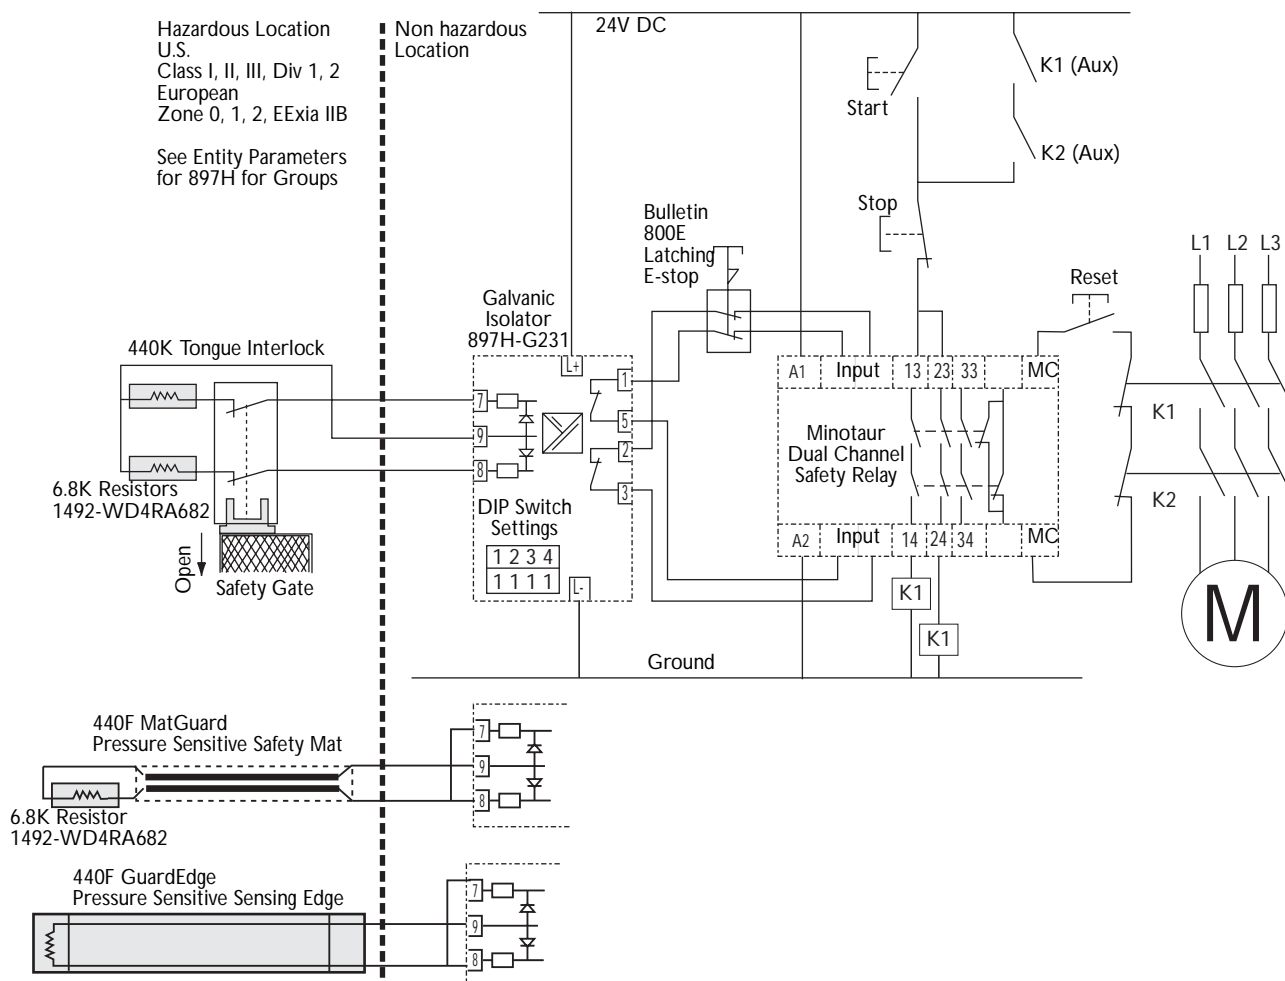 Hazardous Location
U.S.
Class I, II, III, Div 1, 2
European
Zone 0, 1, 2, EExia IIB
See Entity Parameters
for 897H for Groups
Non hazardous
Location
24V DC
Start
K1 (Aux)
K2 (Aux)
Stop
Bulletin
800E
Latching
E-stop
L1 L2 L3
Reset
Galvanic
Isolator
897H-G231
440K Tongue Interlock
L+
1
5
2
3
7
9
8
A1 Input 13 23 33 MC
Minotaur
Dual Channel
Safety Relay
K1
K2
6.8K Resistors
1492-WD4RA682
DIP Switch
Settings
1 2 3 4
1 1 1 1
L-
A2 Input 14 24 34 MC
Open
Safety Gate
K1
K1
M
Ground
440F MatGuard
Pressure Sensitive Safety Mat
7
9
8
6.8K Resistor
1492-WD4RA682
440F GuardEdge
Pressure Sensitive Sensing Edge
7
9
8